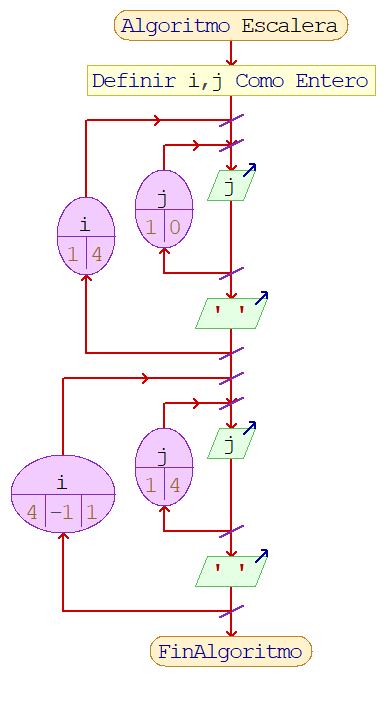 Algoritmo Escalera
Definir i,j Como Entero
j
j
1 0
i
1 4
' '
j
j
1 4
i
4 -1 1
' '
FinAlgoritmo